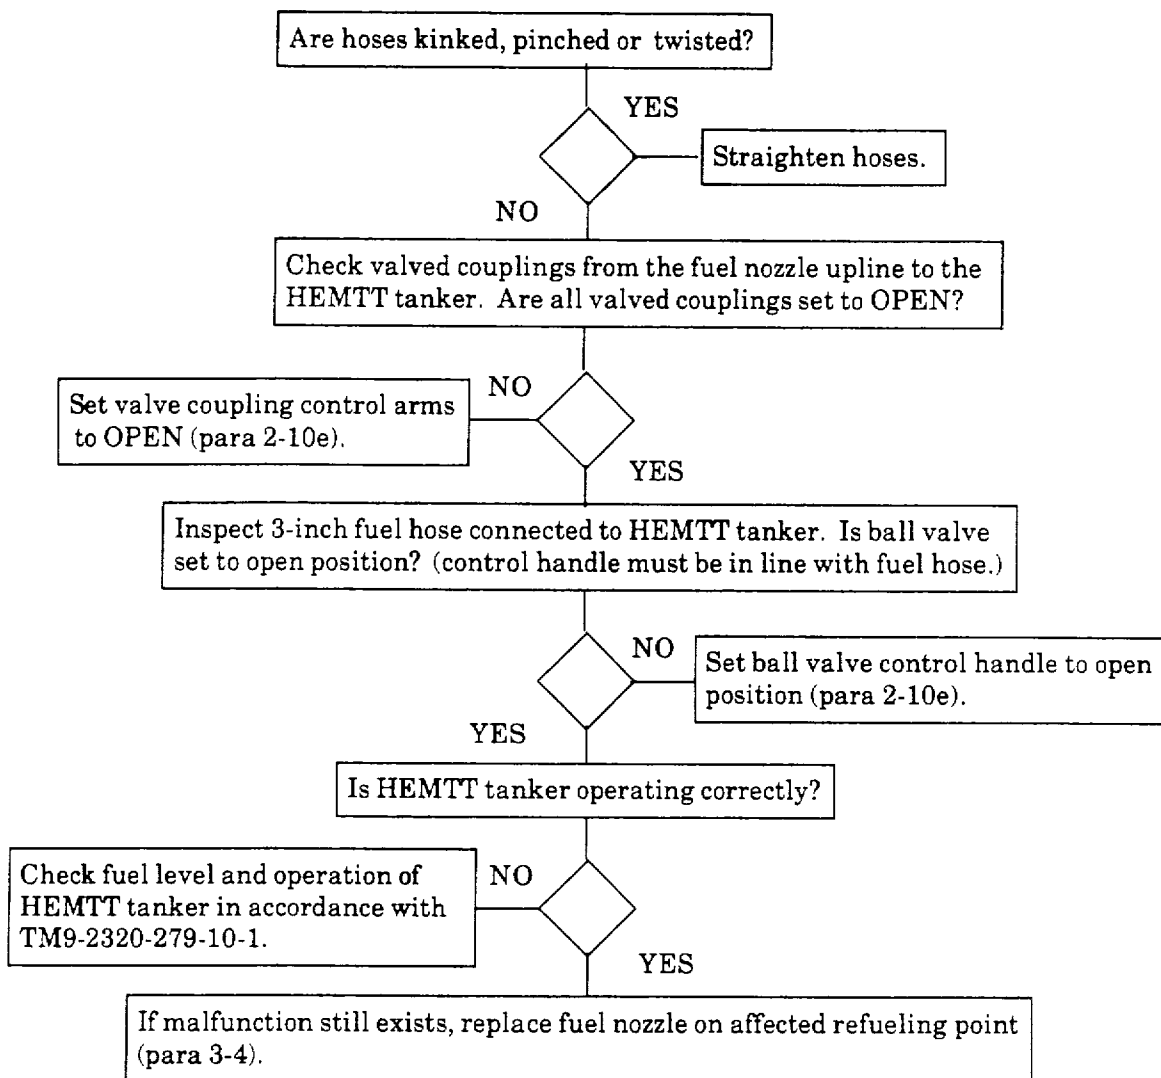 Are hoses kinked, pinched or twisted?
YES
Straighten hoses.
NO
Check valved couplings from the fuel nozzle upline to the
HEMTT tanker. Are all valved couplings set to OPEN?
NO
Set valve coupling control arms
to OPEN (para 2-10e).
YES
Inspect 3-inch fuel hose connected to HEMTT tanker. Is ball valve
set to open position? (control handle must be in line with fuel hose.)
NO
Set ball valve control handle to open
position (para 2-10e).
YES
Is HEMTT tanker operating correctly?
Check fuel level and operation of
HEMTT tanker in accordance with
TM9-2320-279-10-1.
NO
YES
If malfunction still exists, replace fuel nozzle on affected refueling point
(para 3-4).